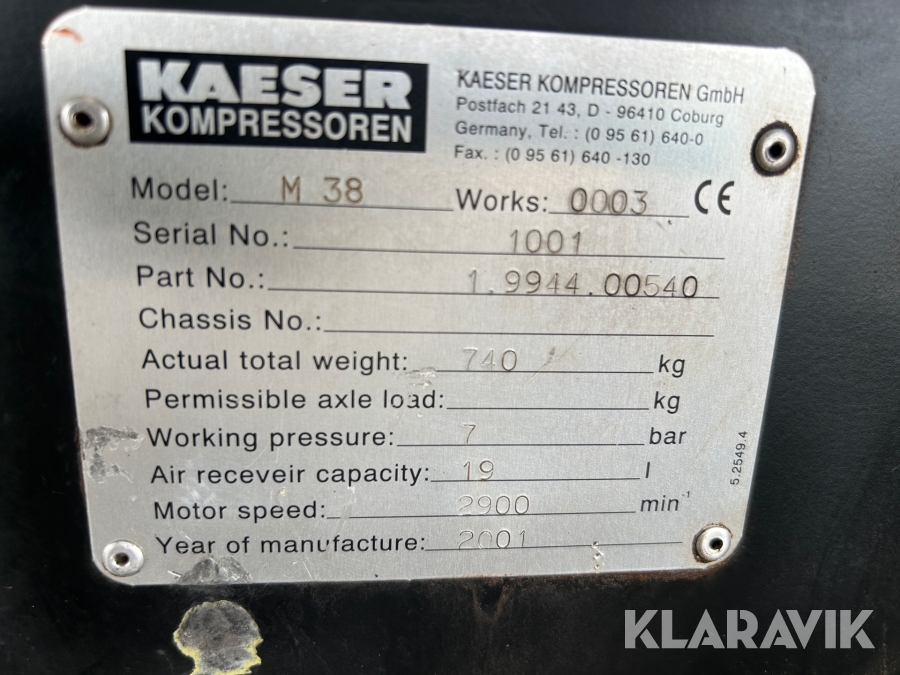 KAESER
KOMPRESSOREN
KAESER KOMPRESSOREN GmbH
Postfach 21 43, D - 96410 Coburg
Germany, Tel. : (0 95 61) 640-0
Fax. : (0 95 61) 640 -130
Model: M 38 Works: 0003 CE
Serial No.: 1001
Part No.: 1.9944.00540
Chassis No.:
Actual total weight: 740 kg
Permissible axle load: kg
Working pressure: 7 bar
Air receveir capacity: 19 l
Motor speed: 2900 min⁻¹
Year of manufacture: 2001
5.2549.4
KLARAVIK